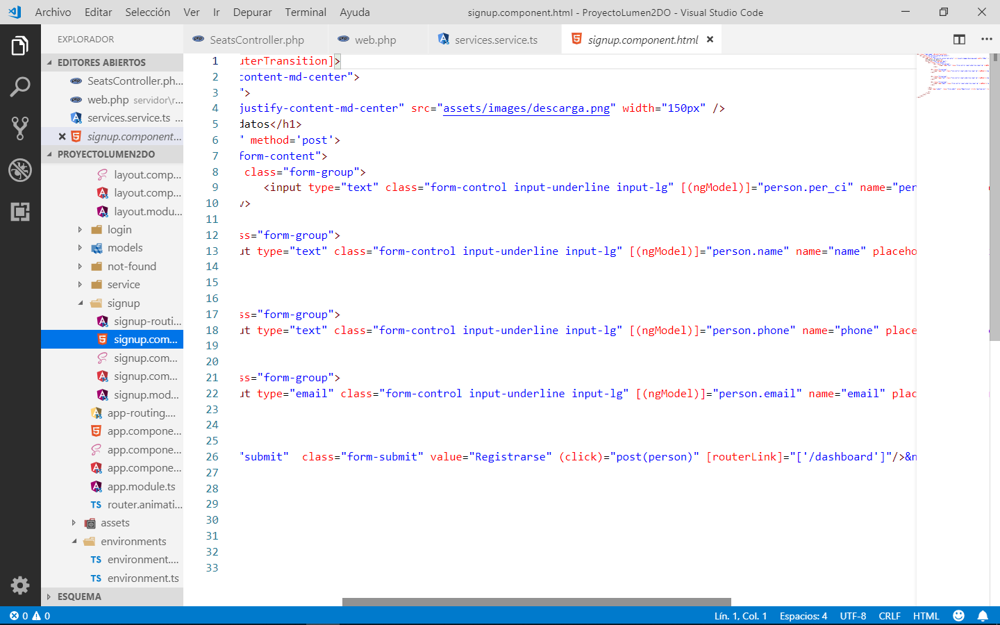 Archivo Editar Selección Ver Ir Depurar Terminal Ayuda
signup.component.html - ProyectoLumen2DO - Visual Studio Code
EXPLORADOR
EDITORES ABIERTOS
SeatsController.ph...
web.php servidor\r...
services.service.ts ...
signup.component...
PROYECTOLUMEN2DO
layout.comp...
layout.comp...
layout.modu...
login
models
not-found
service
signup
signup-routi...
signup.com...
signup.com...
signup.com...
signup.mod...
app-routing....
app.compone...
app.compone...
app.compone...
app.module.ts
TS router.animati...
assets
environments
TS environment....
TS environment.ts
ESQUEMA
SeatsController.php web.php services.service.ts signup.component.html
1 uterTransition]>
2 content-md-center">
3 ">
4 justify-content-md-center" src="assets/images/descarga.png" width="150px" />
5 datos</h1>
6 " method='post'>
7 form-content">
8 class="form-group">
9 <input type="text" class="form-control input-underline input-lg" [(ngModel)]="person.per_ci" name="per
10 v>
11
12 ss="form-group">
13 ut type="text" class="form-control input-underline input-lg" [(ngModel)]="person.name" name="name" placeho
14
15
16
17 ss="form-group">
18 ut type="text" class="form-control input-underline input-lg" [(ngModel)]="person.phone" name="phone" place
19
20
21 ss="form-group">
22 ut type="email" class="form-control input-underline input-lg" [(ngModel)]="person.email" name="email" plac
23
24
25
26 "submit" class="form-submit" value="Registrarse" (click)="post(person)" [routerLink]="['/dashboard']"/>&n
27
28
29
30
31
32
33
0 0
Lín. 1, Col. 1 Espacios: 4 UTF-8 CRLF HTML